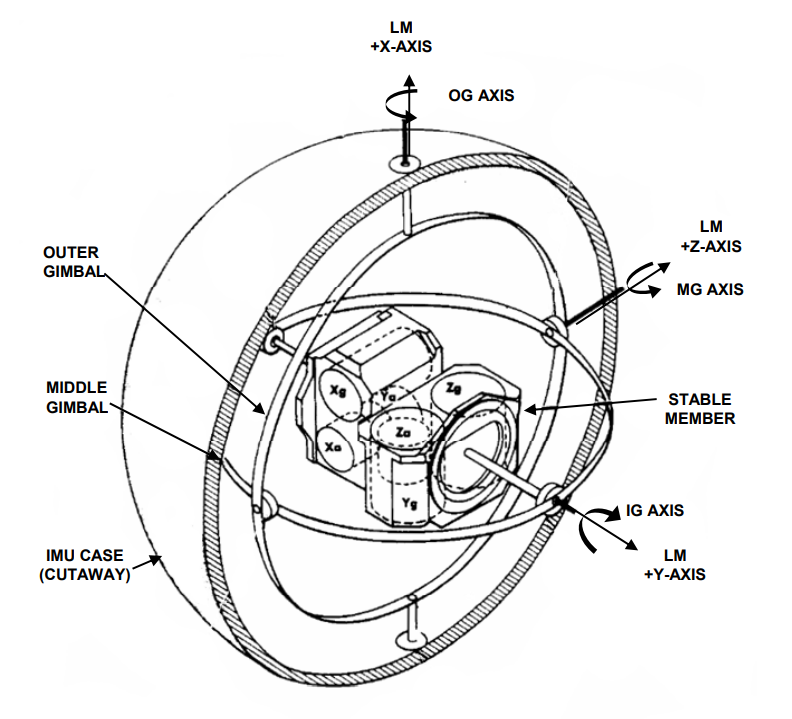 LM
+X-AXIS
OG AXIS
LM
+Z-AXIS
MG AXIS
OUTER
GIMBAL
MIDDLE
GIMBAL
STABLE
MEMBER
Xg
Ya
Zg
Za
Xa
Yg
IG AXIS
IMU CASE
(CUTAWAY)
LM
+Y-AXIS